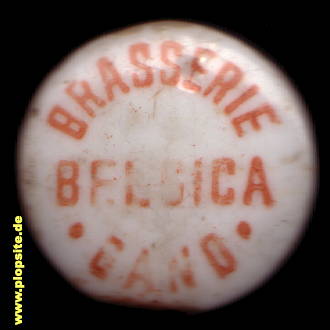 BRASSERIE
BELGICA
• GAND •
www.plopsite.de